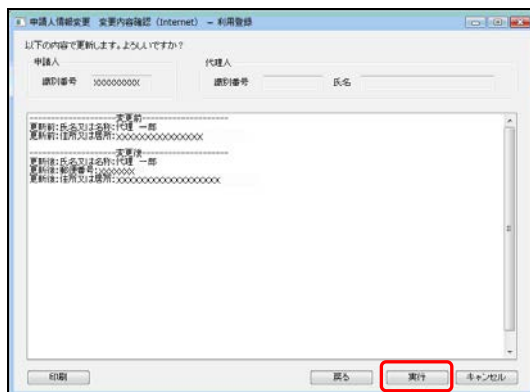 申請人情報変更　変更内容確認（Internet） － 利用登録
以下の内容で更新します。よろしいですか？
申請人
代理人
識別番号　XXXXXXXXX
識別番号
氏名
--------------------変更前--------------------
更新前:氏名又は名称:代理　一郎
更新前:住所又は居所:XXXXXXXXXXXXXXX
--------------------変更後--------------------
更新後:氏名又は名称:代理　一郎
更新後:郵便番号:XXXXXXX
更新後:住所又は居所:XXXXXXXXXXXXXXXXXX
印刷
戻る
実行
キャンセル